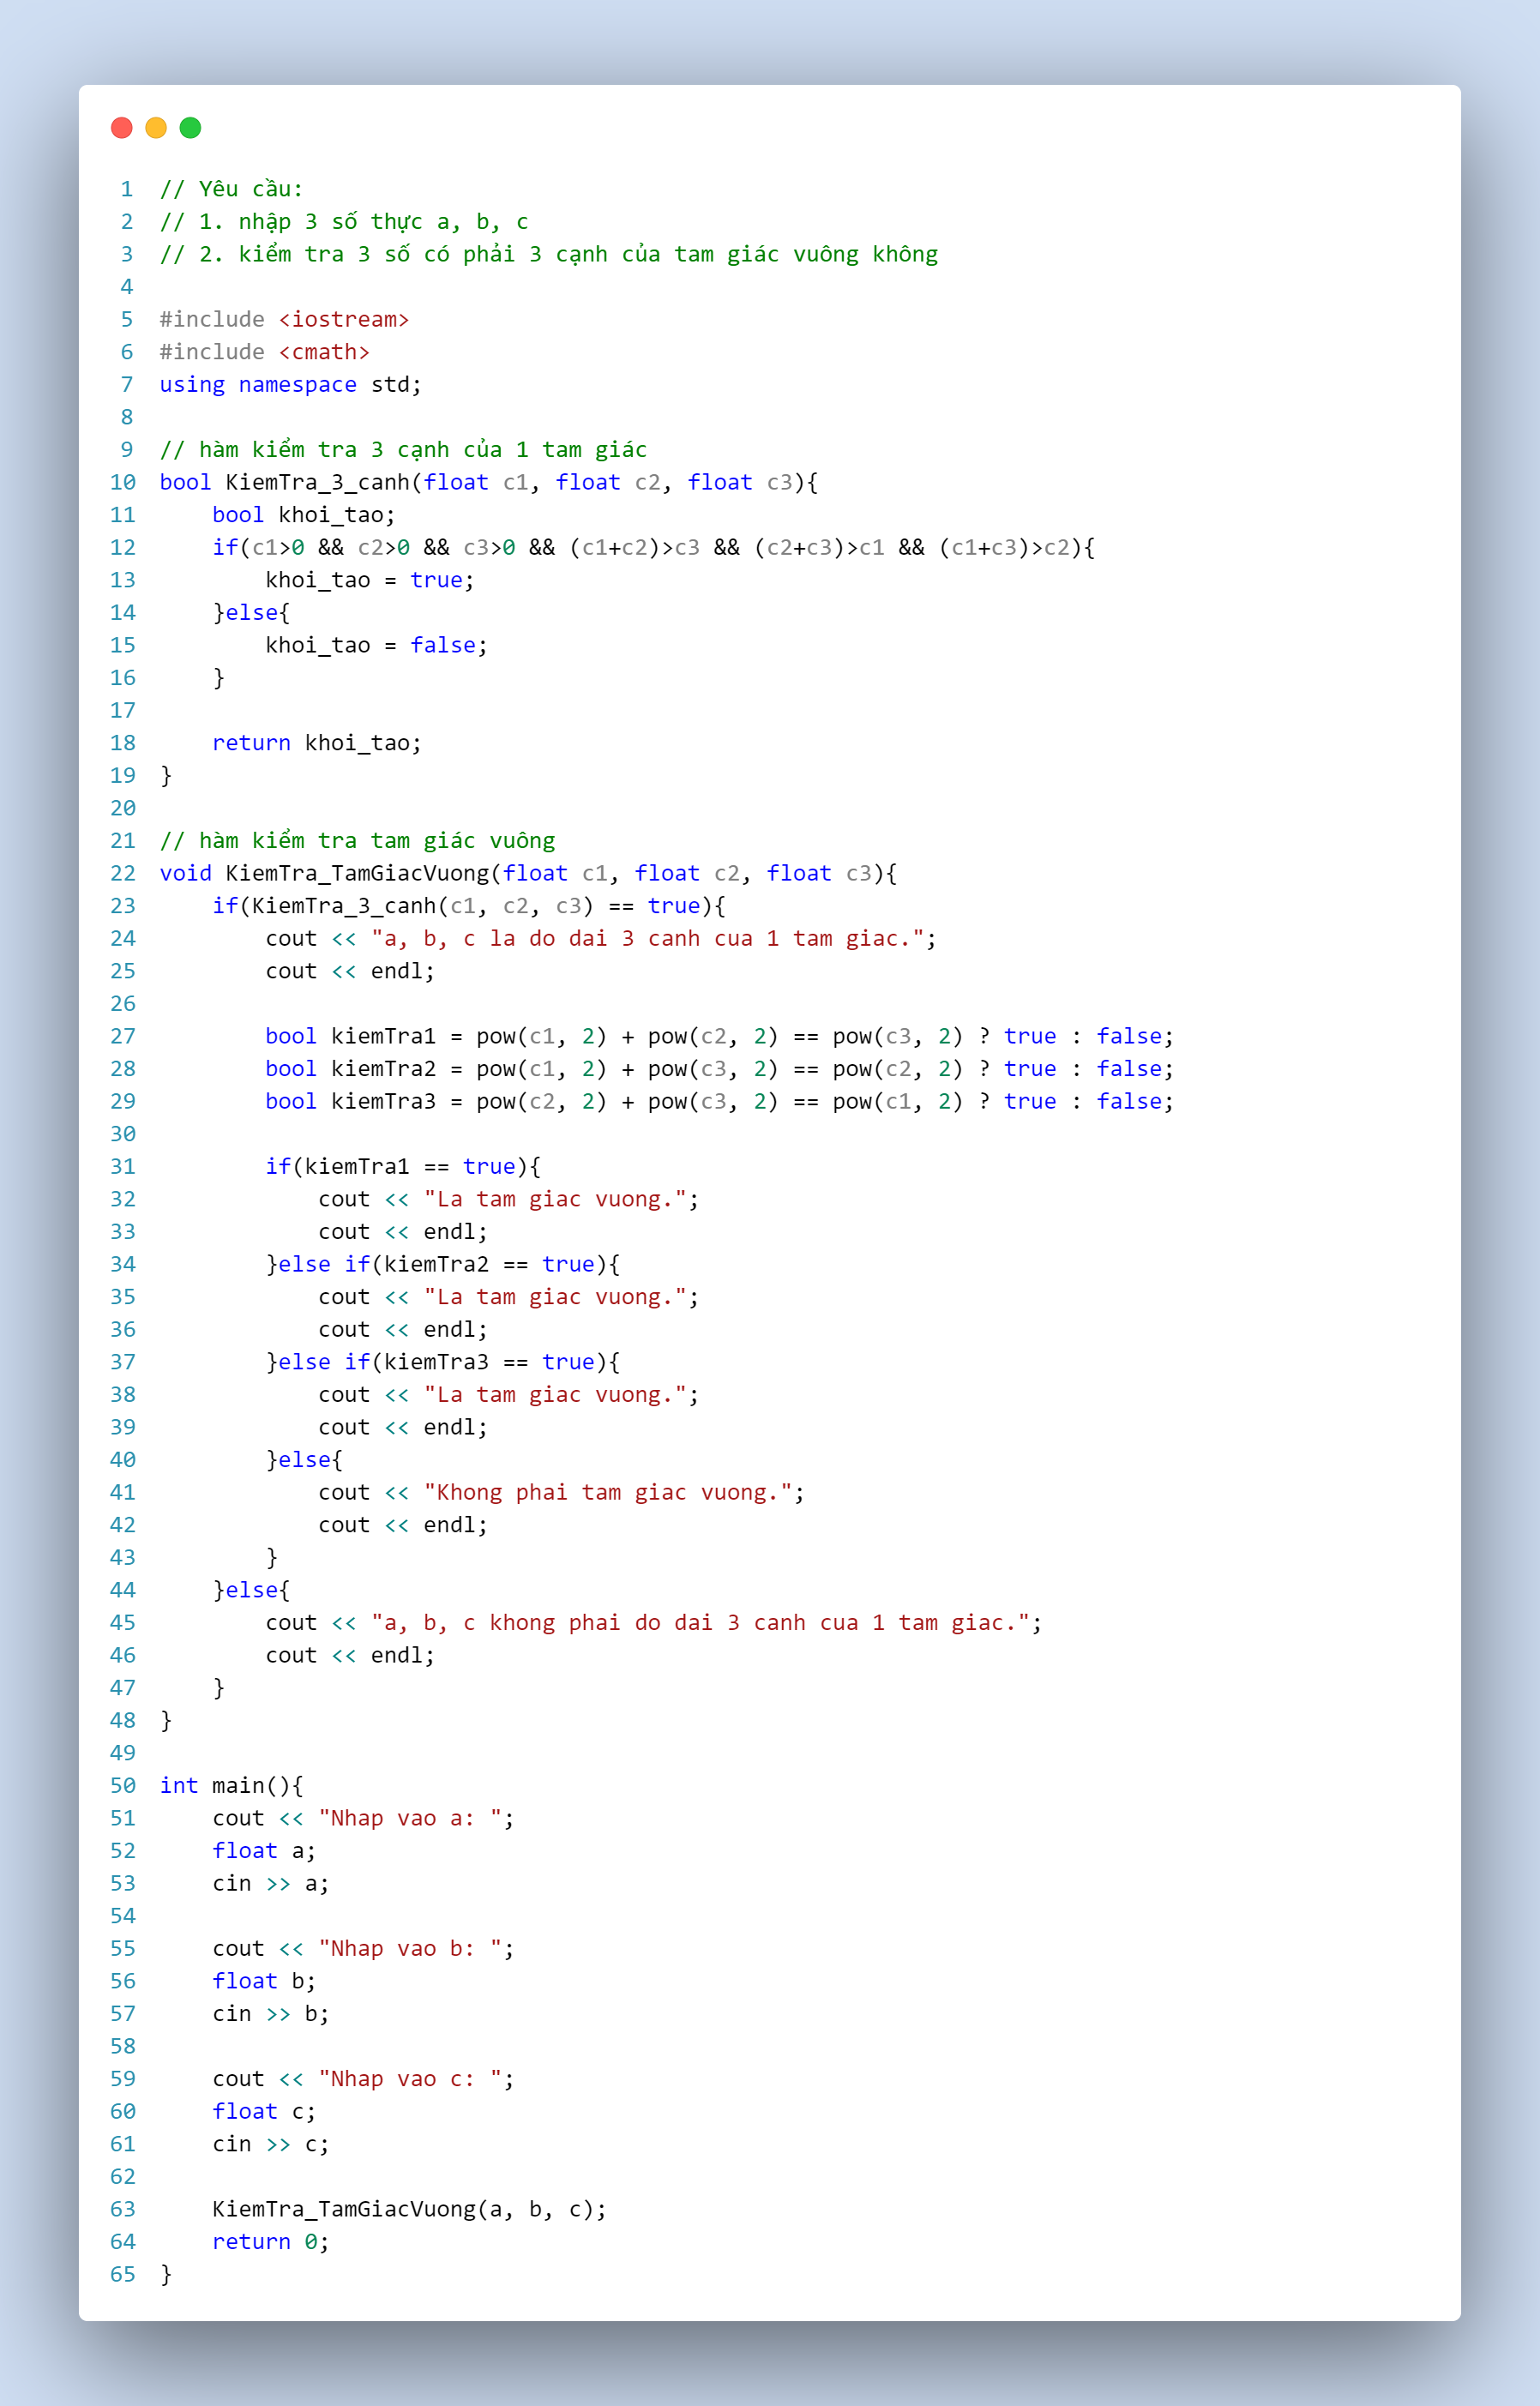 1 // Yêu cầu:
2 // 1. nhập 3 số thực a, b, c
3 // 2. kiểm tra 3 số có phải 3 cạnh của tam giác vuông không
4
5 #include <iostream>
6 #include <cmath>
7 using namespace std;
8
9 // hàm kiểm tra 3 cạnh của 1 tam giác
10 bool KiemTra_3_canh(float c1, float c2, float c3){
11     bool khoi_tao;
12     if(c1>0 && c2>0 && c3>0 && (c1+c2)>c3 && (c2+c3)>c1 && (c1+c3)>c2){
13         khoi_tao = true;
14     }else{
15         khoi_tao = false;
16     }
17
18     return khoi_tao;
19 }
20
21 // hàm kiểm tra tam giác vuông
22 void KiemTra_TamGiacVuong(float c1, float c2, float c3){
23     if(KiemTra_3_canh(c1, c2, c3) == true){
24         cout << "a, b, c la do dai 3 canh cua 1 tam giac.";
25         cout << endl;
26
27         bool kiemTra1 = pow(c1, 2) + pow(c2, 2) == pow(c3, 2) ? true : false;
28         bool kiemTra2 = pow(c1, 2) + pow(c3, 2) == pow(c2, 2) ? true : false;
29         bool kiemTra3 = pow(c2, 2) + pow(c3, 2) == pow(c1, 2) ? true : false;
30
31         if(kiemTra1 == true){
32             cout << "La tam giac vuong.";
33             cout << endl;
34         }else if(kiemTra2 == true){
35             cout << "La tam giac vuong.";
36             cout << endl;
37         }else if(kiemTra3 == true){
38             cout << "La tam giac vuong.";
39             cout << endl;
40         }else{
41             cout << "Khong phai tam giac vuong.";
42             cout << endl;
43         }
44     }else{
45         cout << "a, b, c khong phai do dai 3 canh cua 1 tam giac.";
46         cout << endl;
47     }
48 }
49
50 int main(){
51     cout << "Nhap vao a: ";
52     float a;
53     cin >> a;
54
55     cout << "Nhap vao b: ";
56     float b;
57     cin >> b;
58
59     cout << "Nhap vao c: ";
60     float c;
61     cin >> c;
62
63     KiemTra_TamGiacVuong(a, b, c);
64     return 0;
65 }